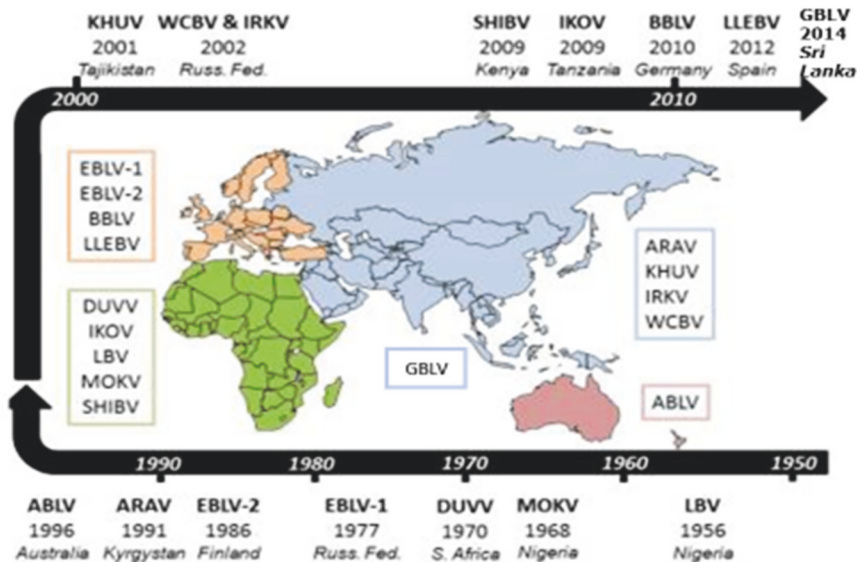 KHUV WCBV & IRKV SHIBV IKOV BBLV LLEBV GBLV
2001 2002 2009 2009 2010 2012 2014
Tajikistan Russ. Fed. Kenya Tanzania Germany Spain Sri
Lanka
2000 2010
EBLV-1
EBLV-2
BBLV
LLEBV
ARAV
KHUV
IRKV
WCBV
DUVV
IKOV
LBV
MOKV
SHIBV
GBLV
ABLV
1990 1980 1970 1960 1950
ABLV ARAV EBLV-2 EBLV-1 DUVV MOKV LBV
1996 1991 1986 1977 1970 1968 1956
Australia Kyrgystan Finland Russ. Fed. S. Africa Nigeria Nigeria